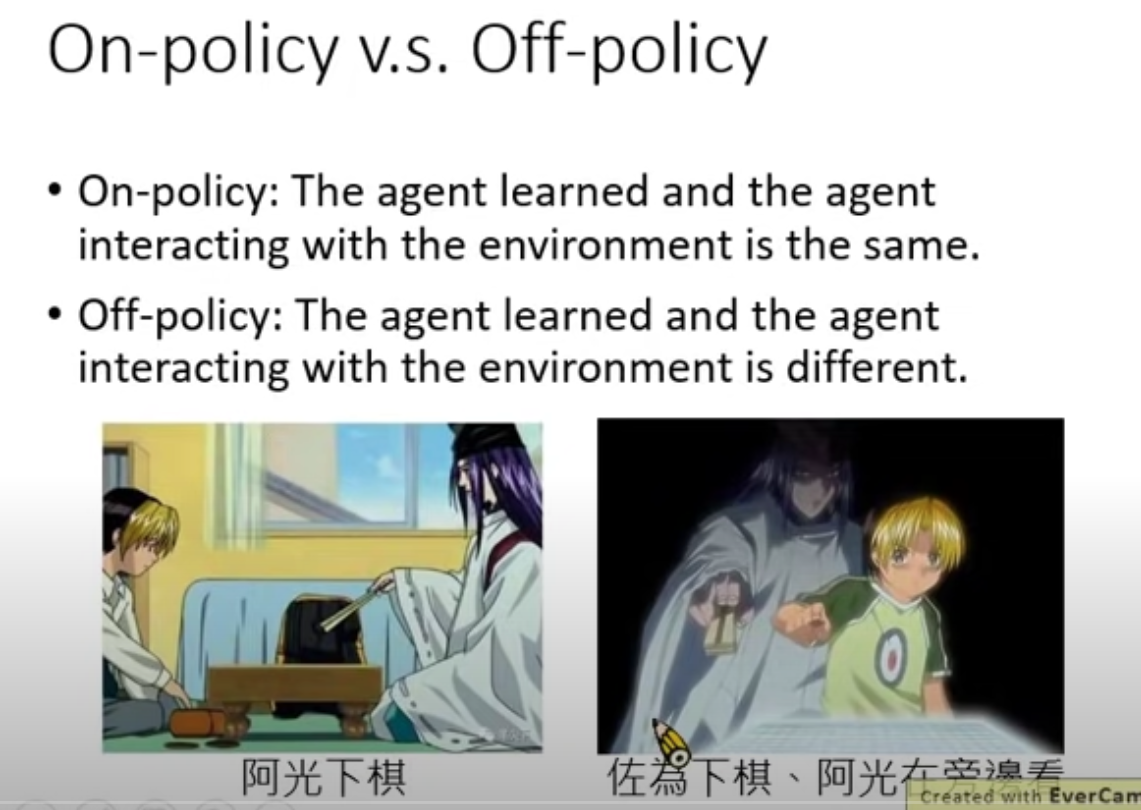 On-policy v.s. Off-policy
• On-policy: The agent learned and the agent
interacting with the environment is the same.
• Off-policy: The agent learned and the agent
interacting with the environment is different.
阿光下棋
佐為下棋、阿光在旁邊看
Created with EverCam